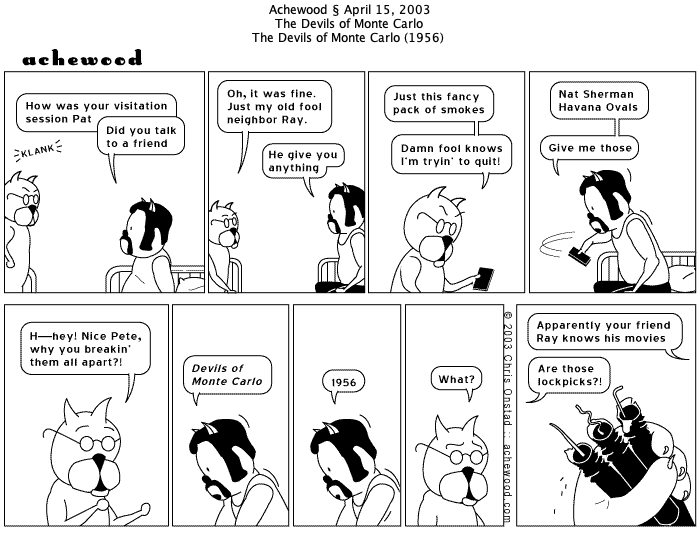 Achewood § April 15, 2003
The Devils of Monte Carlo
The Devils of Monte Carlo (1956)
achewood
How was your visitation
session Pat
Did you talk
to a friend
KLANK
Oh, it was fine.
Just my old fool
neighbor Ray.
He give you
anything
Just this fancy
pack of smokes
Damn fool knows
I'm tryin' to quit!
Nat Sherman
Havana Ovals
Give me those
H—hey! Nice Pete,
why you breakin'
them all apart?!
Devils of
Monte Carlo
1956
What?
© 2003 Chris Onstad :: achewood.com
Apparently your friend
Ray knows his movies
Are those
lockpicks?!